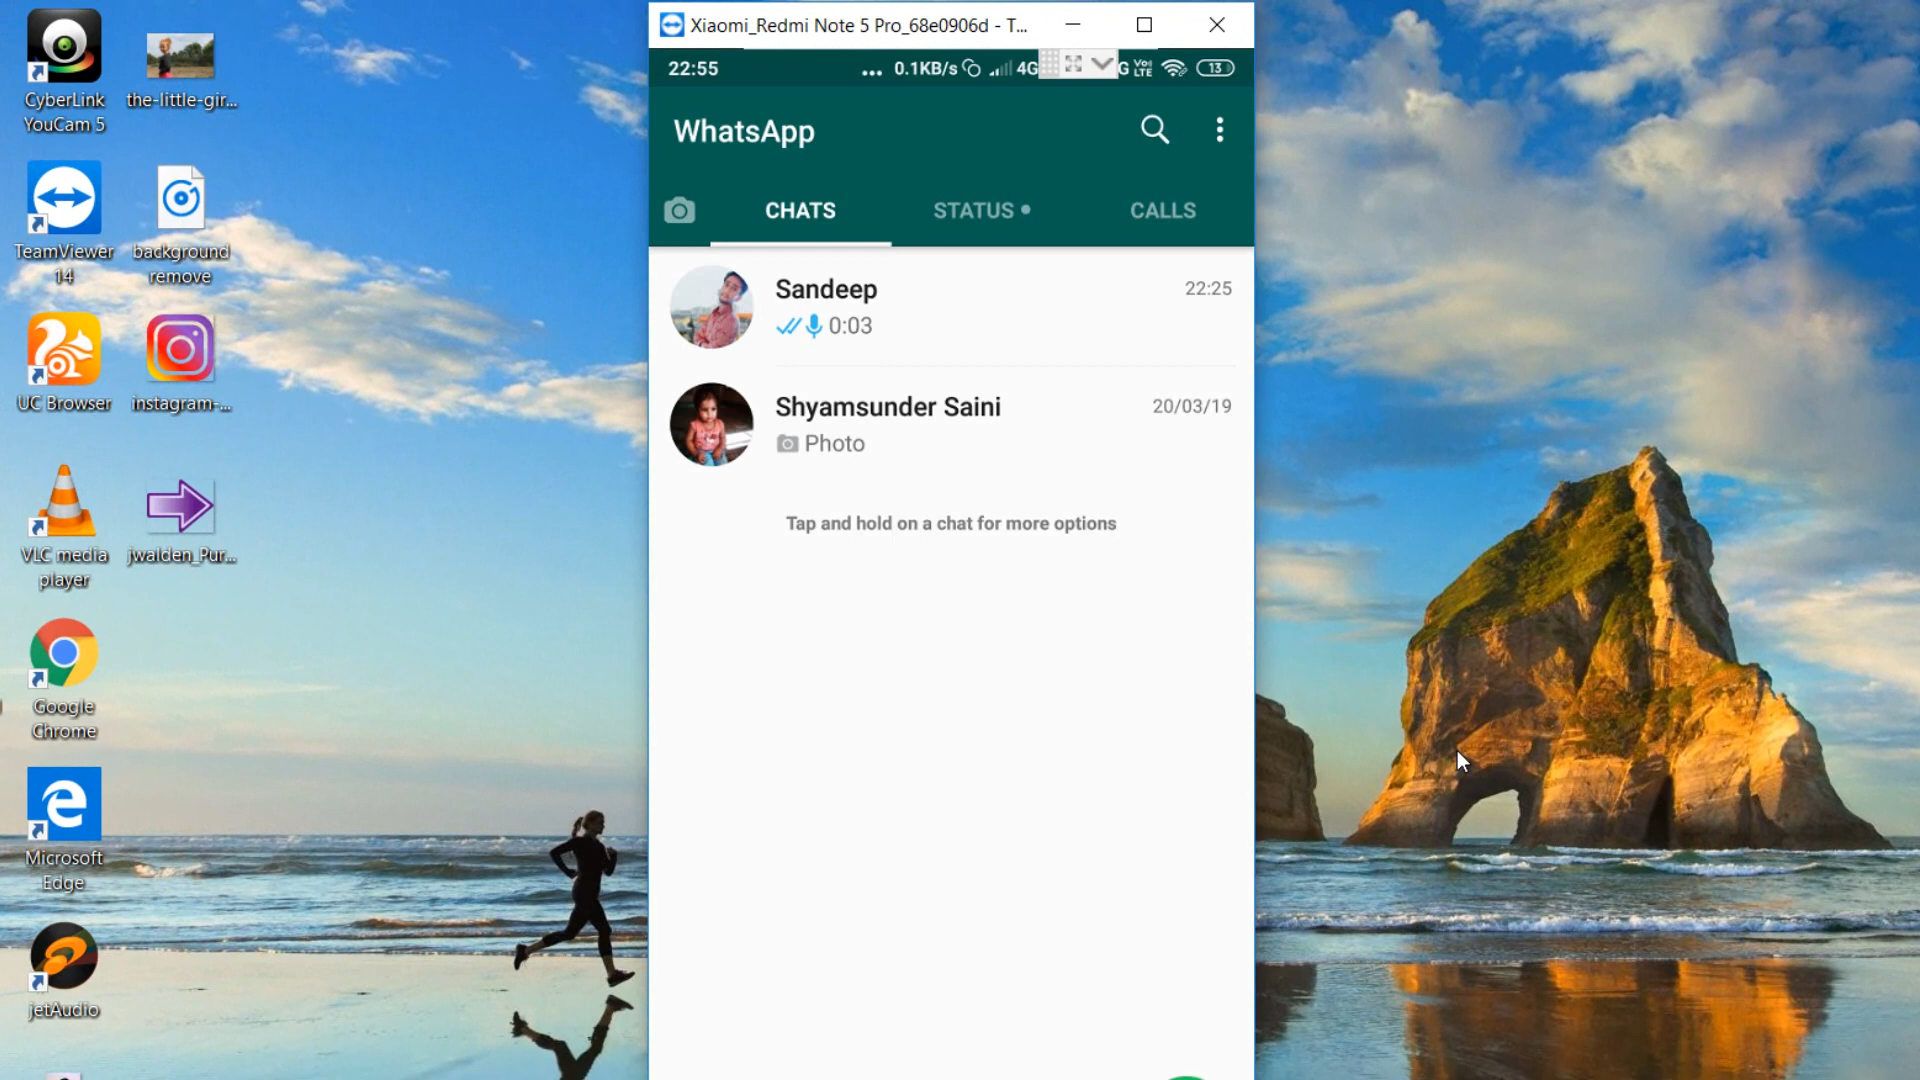 CyberLink
YouCam 5
the-little-gir...
TeamViewer
14
background
remove
UC Browser
instagram-...
VLC media
player
jwalden_Pur...
Google
Chrome
Microsoft
Edge
jetAudio
Xiaomi_Redmi Note 5 Pro_68e0906d - T...
22:55
... 0.1KB/s 4G G Vo) LTE 13
WhatsApp
CHATS STATUS CALLS
Sandeep 22:25
0:03
Shyamsunder Saini 20/03/19
Photo
Tap and hold on a chat for more options